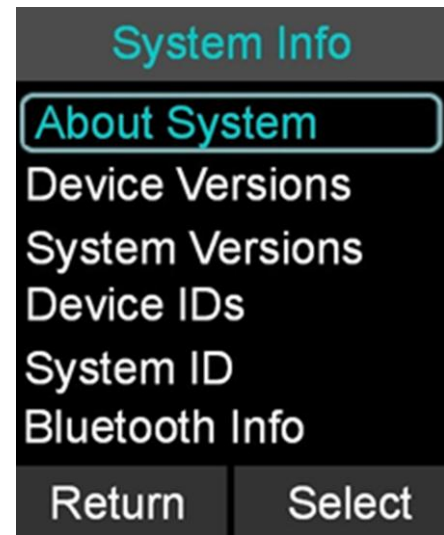 System Info
About System
Device Versions
System Versions
Device IDs
System ID
Bluetooth Info
Return Select